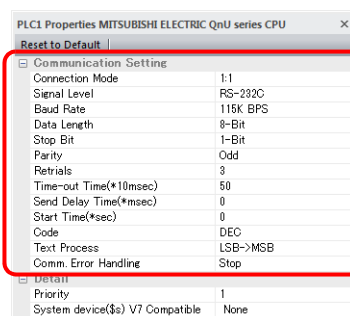 PLC1 Properties MITSUBISHI ELECTRIC QnU series CPU ×
Reset to Default
Communication Setting
Connection Mode 1:1
Signal Level RS-232C
Baud Rate 115K BPS
Data Length 8-Bit
Stop Bit 1-Bit
Parity Odd
Retrials 3
Time-out Time(*10msec) 50
Send Delay Time(*msec) 0
Start Time(*sec) 0
Code DEC
Text Process LSB->MSB
Comm. Error Handling Stop
Detail
Priority 1
System device($s) V7 Compatible None